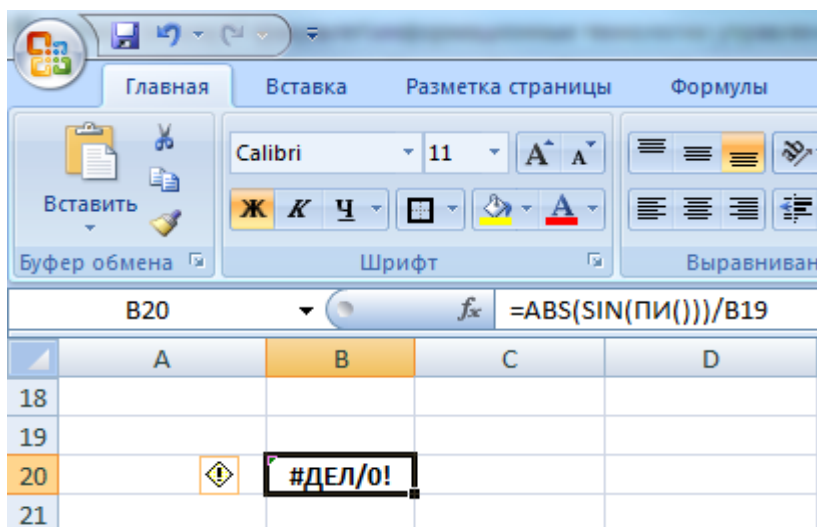 Главная Вставка Разметка страницы Формулы
Calibri 11 A A
Вставить
Ж К Ч A
Буфер обмена Шрифт Выравниван
B20 fx =ABS(SIN(ПИ()))/B19
A B C D
18
19
20 #ДЕЛ/0!
21